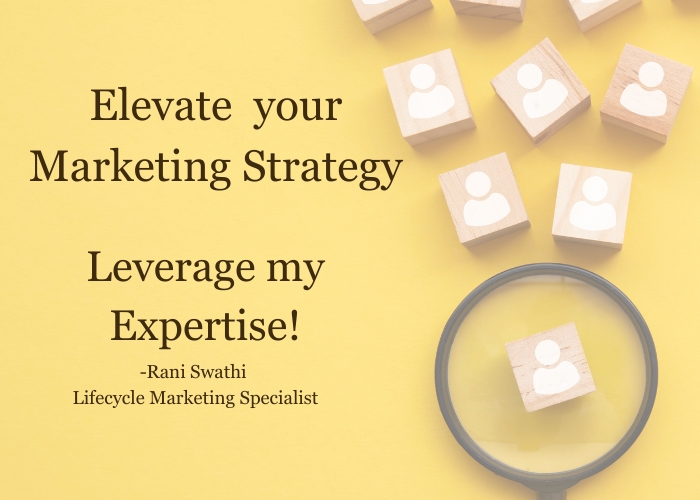 Elevate  your
Marketing Strategy
Leverage my
Expertise!
-Rani Swathi
Lifecycle Marketing Specialist